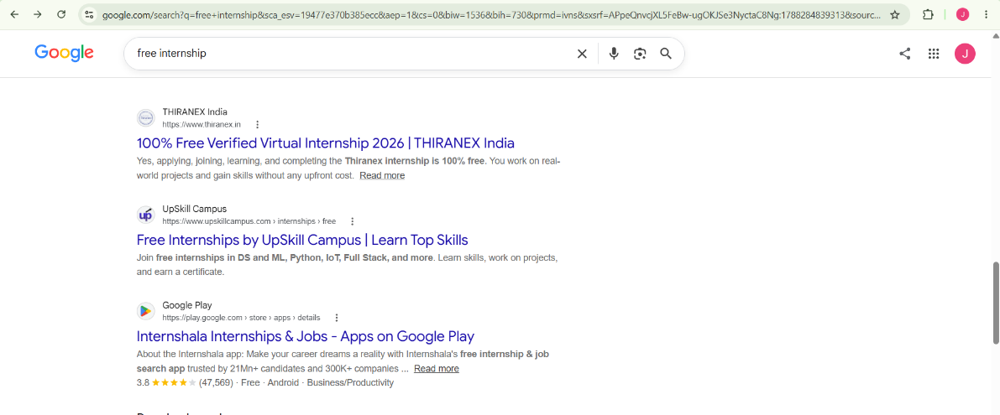 google.com/search?q=free+internship&sca_esv=19477e370b385ecc&aep=1&cs=0&biw=1536&bih=730&prmd=ivns&sxsrf=APpeQnvcjXL5FeBw-ugOKJSe3NyctaC8Ng:1788284839313&sourc...
J
Google
free internship
J
THIRANEX India
https://www.thiranex.in
100% Free Verified Virtual Internship 2026 | THIRANEX India
Yes, applying, joining, learning, and completing the Thiranex internship is 100% free. You work on real-
world projects and gain skills without any upfront cost. Read more
up
UpSkill Campus
https://www.upskillcampus.com › internships › free
Free Internships by UpSkill Campus | Learn Top Skills
Join free internships in DS and ML, Python, IoT, Full Stack, and more. Learn skills, work on projects,
and earn a certificate.
Google Play
https://play.google.com › store › apps › details
Internshala Internships & Jobs - Apps on Google Play
About the Internshala app: Make your career dreams a reality with Internshala's free internship & job
search app trusted by 21Mn+ candidates and 300K+ companies ... Read more
3.8 ★★★★★ (47,569) · Free · Android · Business/Productivity